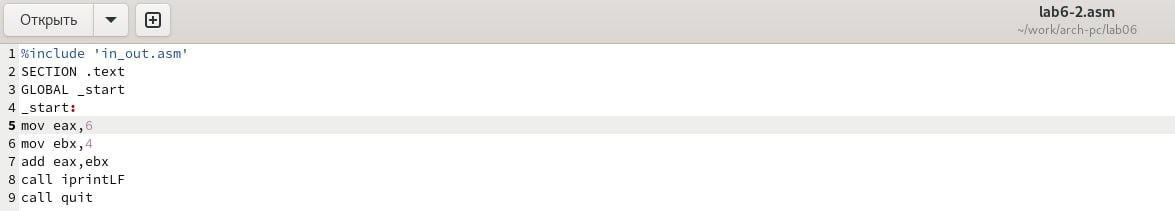 Открыть
lab6-2.asm
~/work/arch-pc/lab06
1 %include 'in_out.asm'
2 SECTION .text
3 GLOBAL _start
4 _start:
5 mov eax,6
6 mov ebx,4
7 add eax,ebx
8 call iprintLF
9 call quit